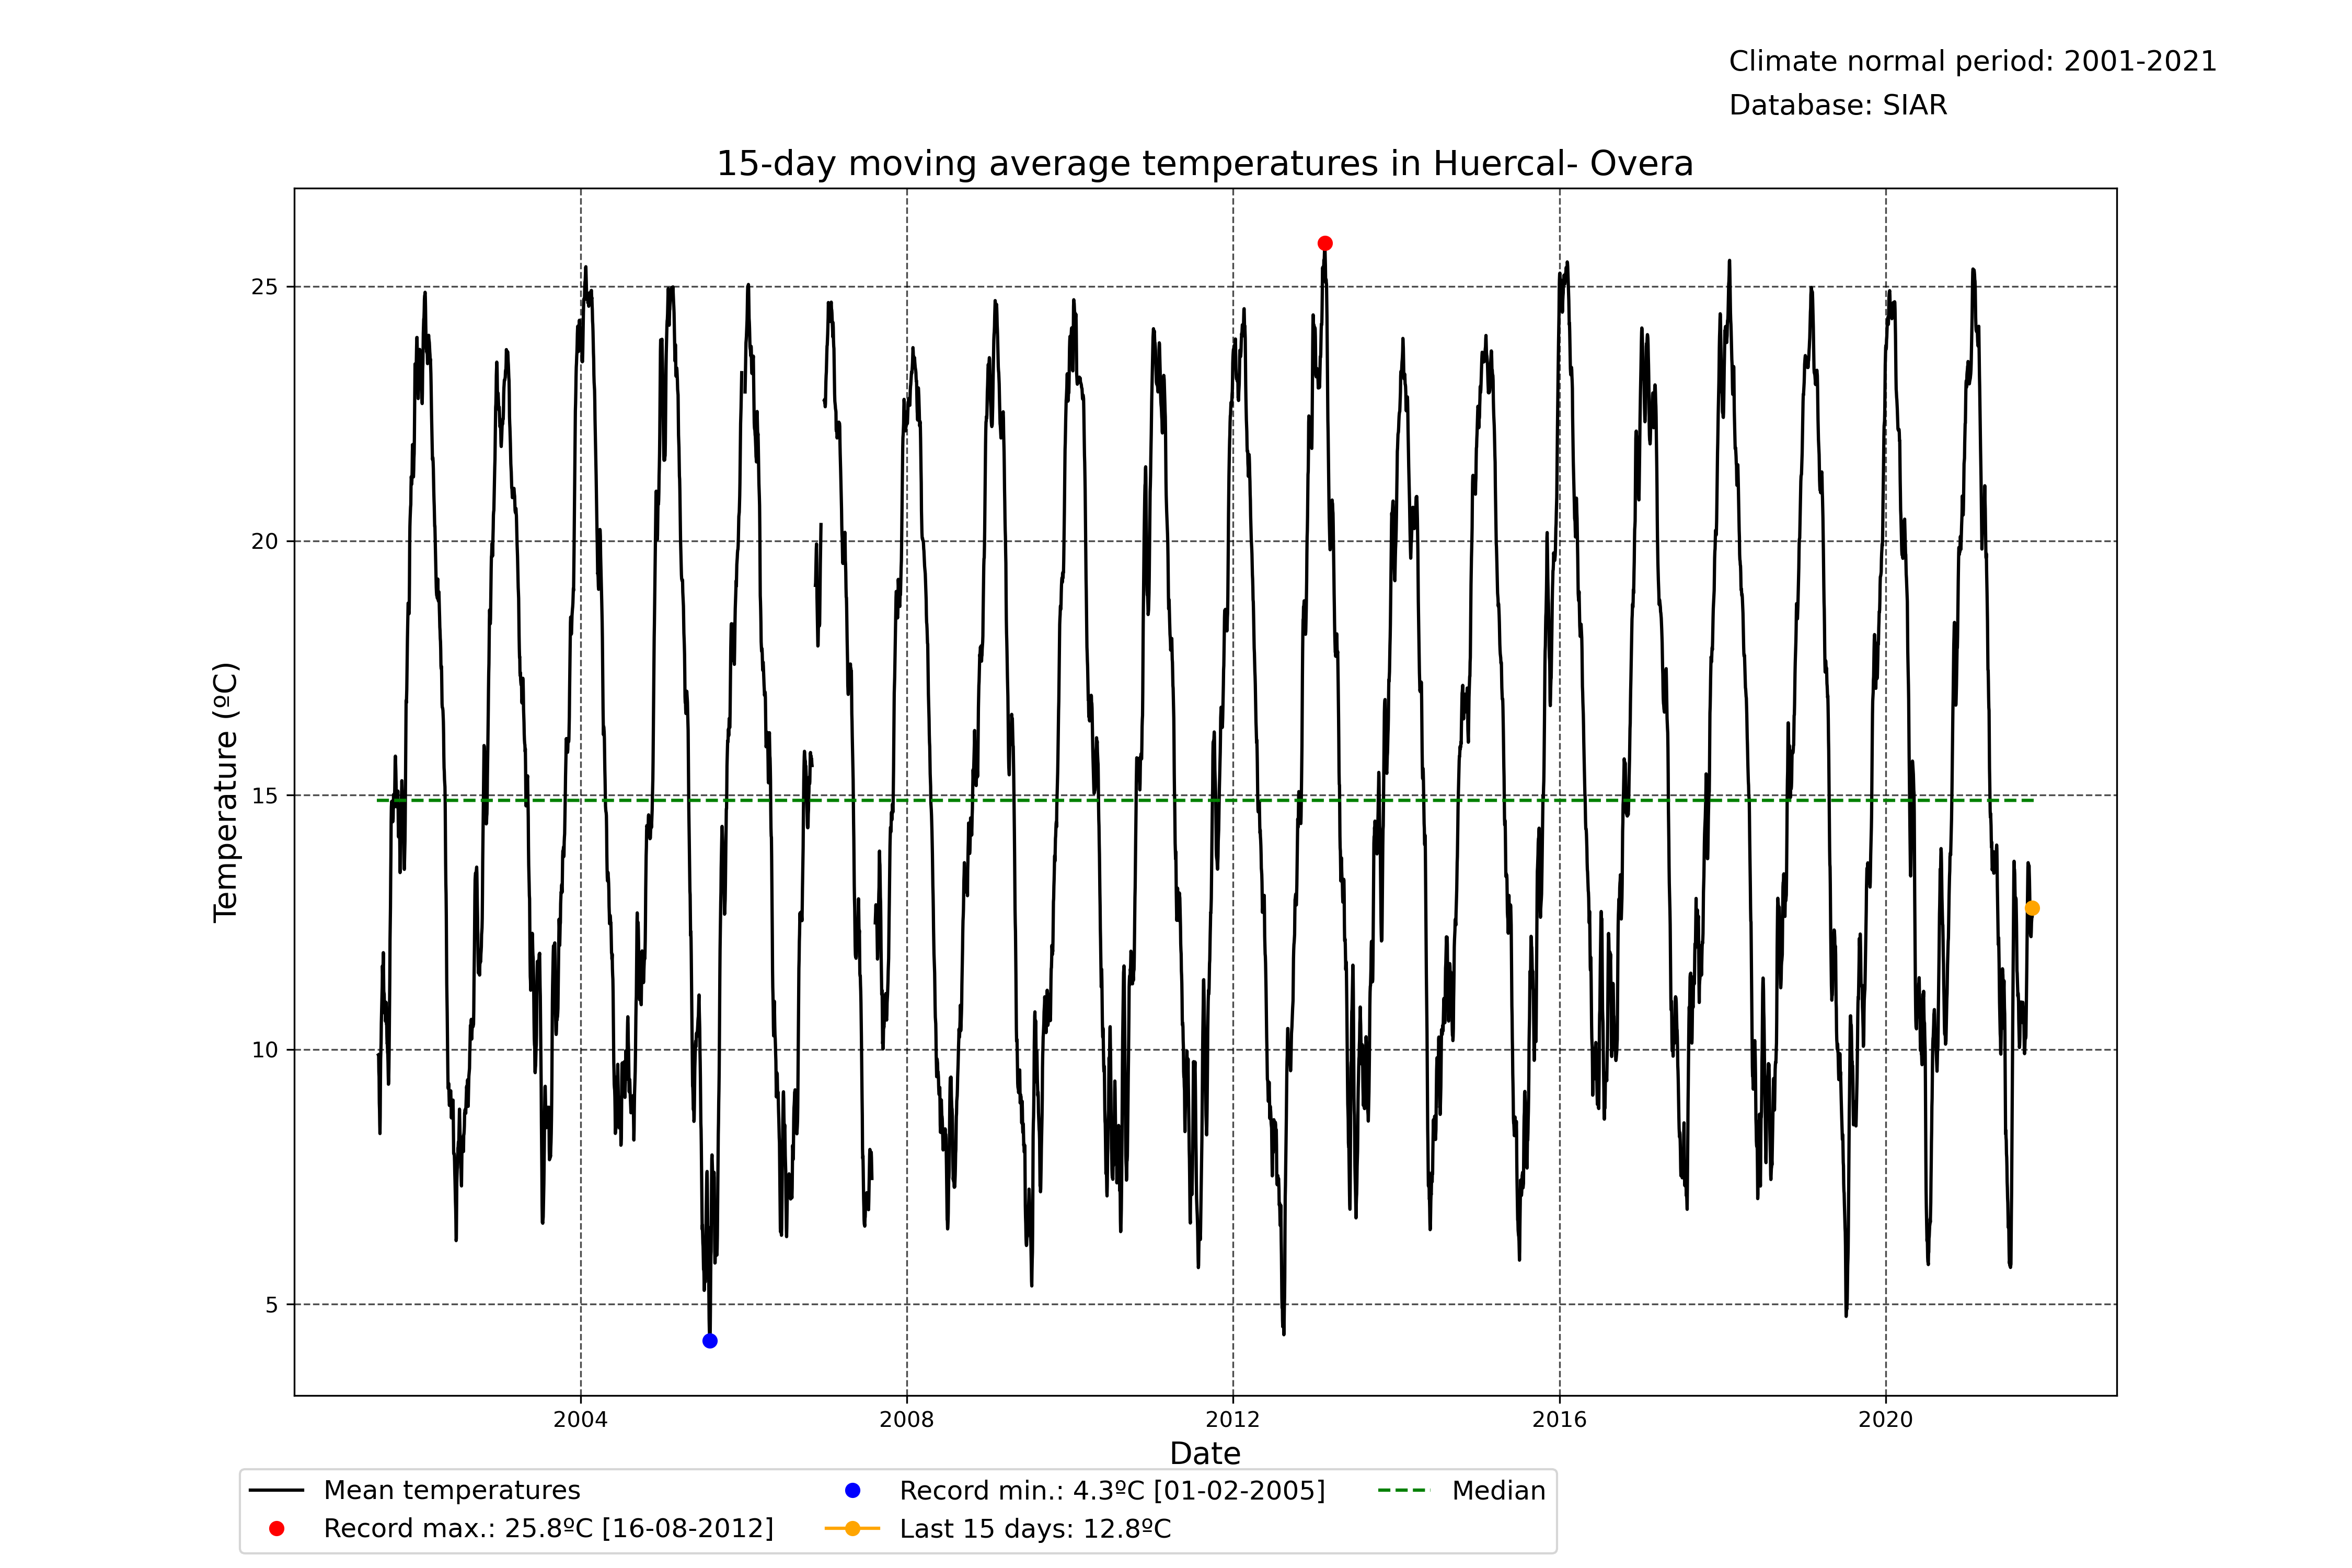 Climate normal period: 2001-2021
Database: SIAR
15-day moving average temperatures in Huercal- Overa
25
20
15
10
5
Temperature (ºC)
2004 2008 2012 2016 2020
Date
Mean temperatures
Record max.: 25.8ºC [16-08-2012]
Record min.: 4.3ºC [01-02-2005]
Last 15 days: 12.8ºC
Median